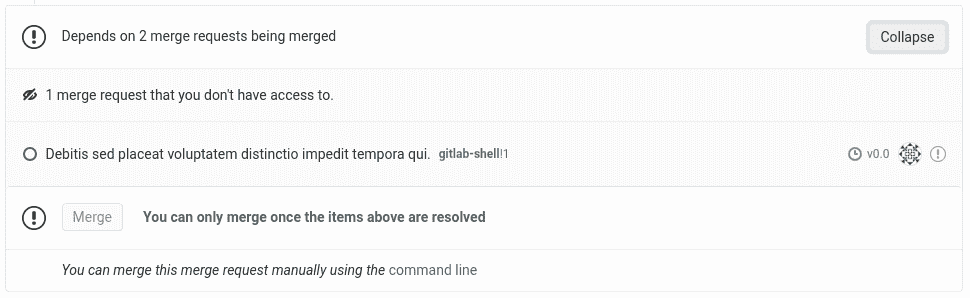 Depends on 2 merge requests being merged Collapse
1 merge request that you don't have access to.
Debitis sed placeat voluptatem distinctio impedit tempora qui. gitlab-shell!1 v0.0
Merge You can only merge once the items above are resolved
You can merge this merge request manually using the command line